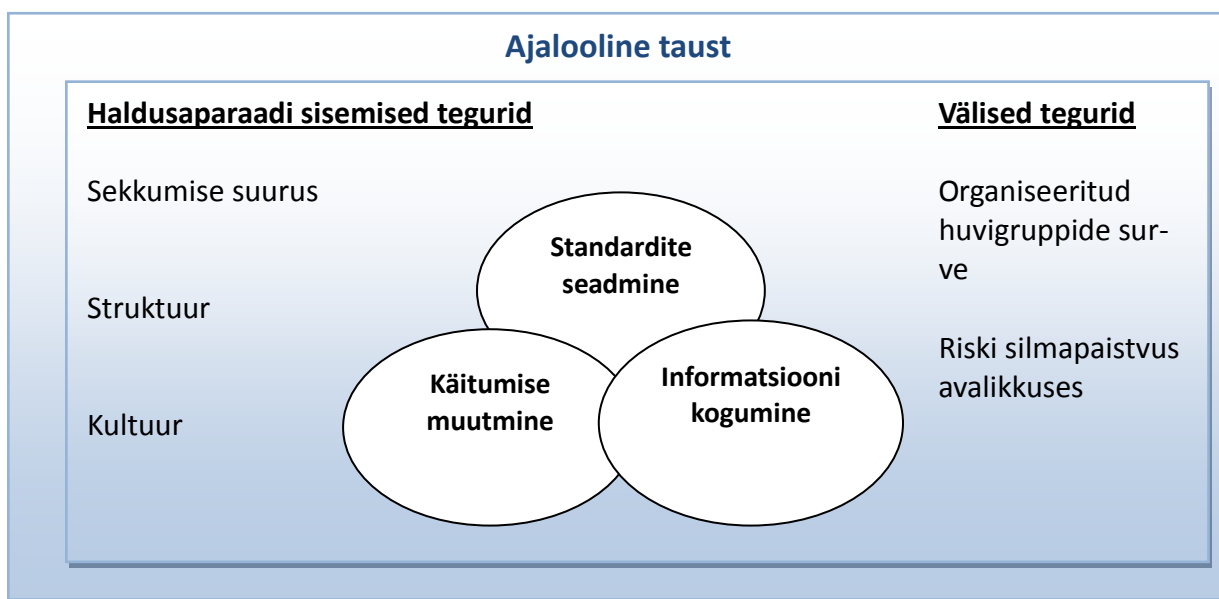 Ajalooline taust
Haldusaparaadi sisemised tegurid
Sekkumise suurus
Struktuur
Kultuur
Standardite
seadmine
Käitumise
muutmine
Informatsiooni
kogumine
Välised tegurid
Organiseeritud
huvigruppide sur-
ve
Riski silmapaistvus
avalikkuses